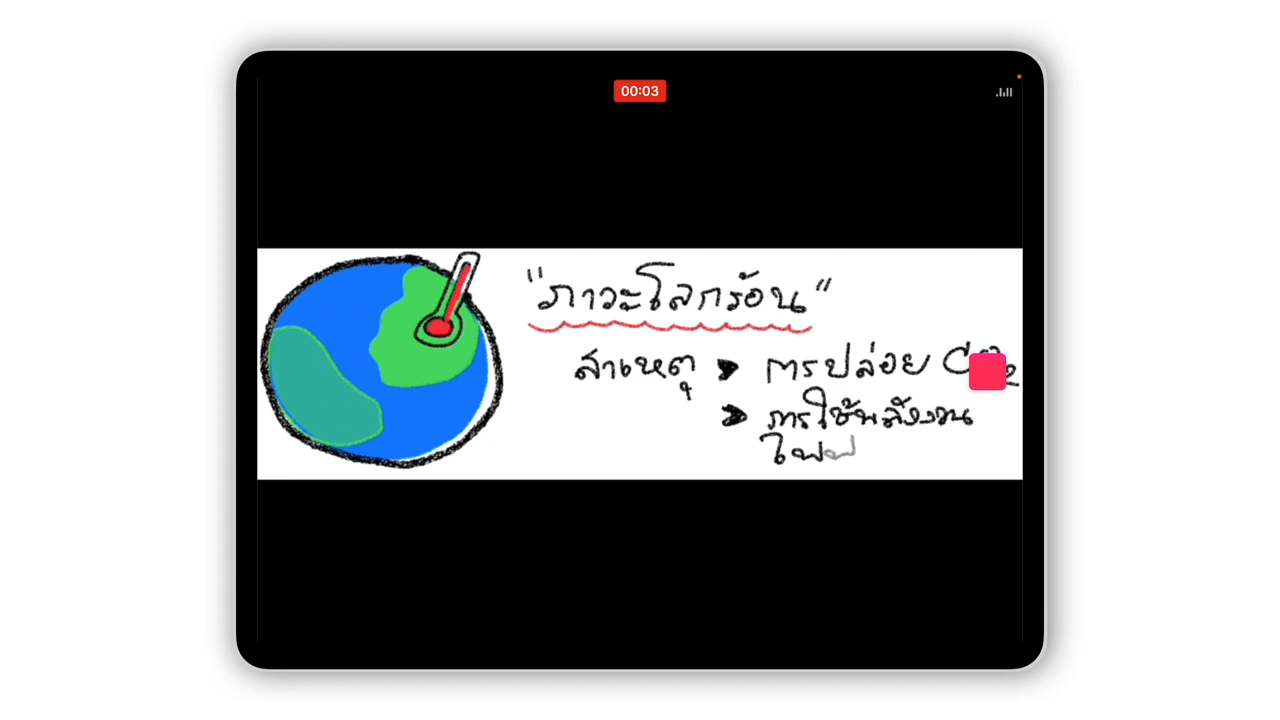 00:03
"ภาวะโลกร้อน"
สาเหตุ ➤ การปล่อย CO2
➤ การใช้พลังงาน
ไฟฟ